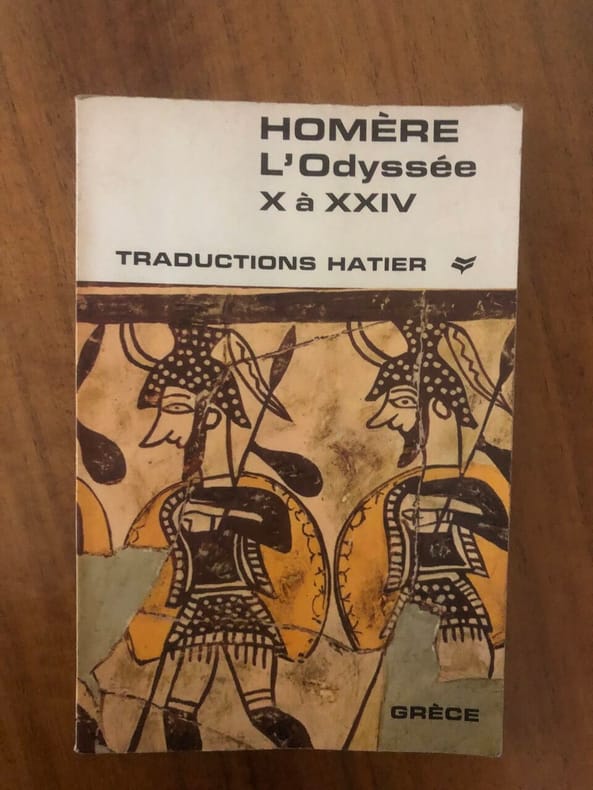 HOMÈRE
L'Odyssée
X à XXIV
TRADUCTIONS HATIER
GRÈCE